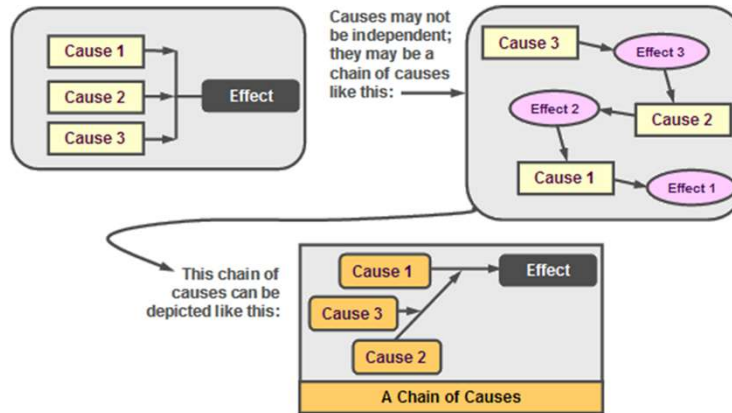 Cause 1
Cause 2
Cause 3
Effect
Causes may not
be independent;
they may be a
chain of causes
like this:
Cause 3
Effect 3
Effect 2
Cause 2
Cause 1
Effect 1
This chain of
causes can be
depicted like this:
Cause 1
Effect
Cause 3
Cause 2
A Chain of Causes